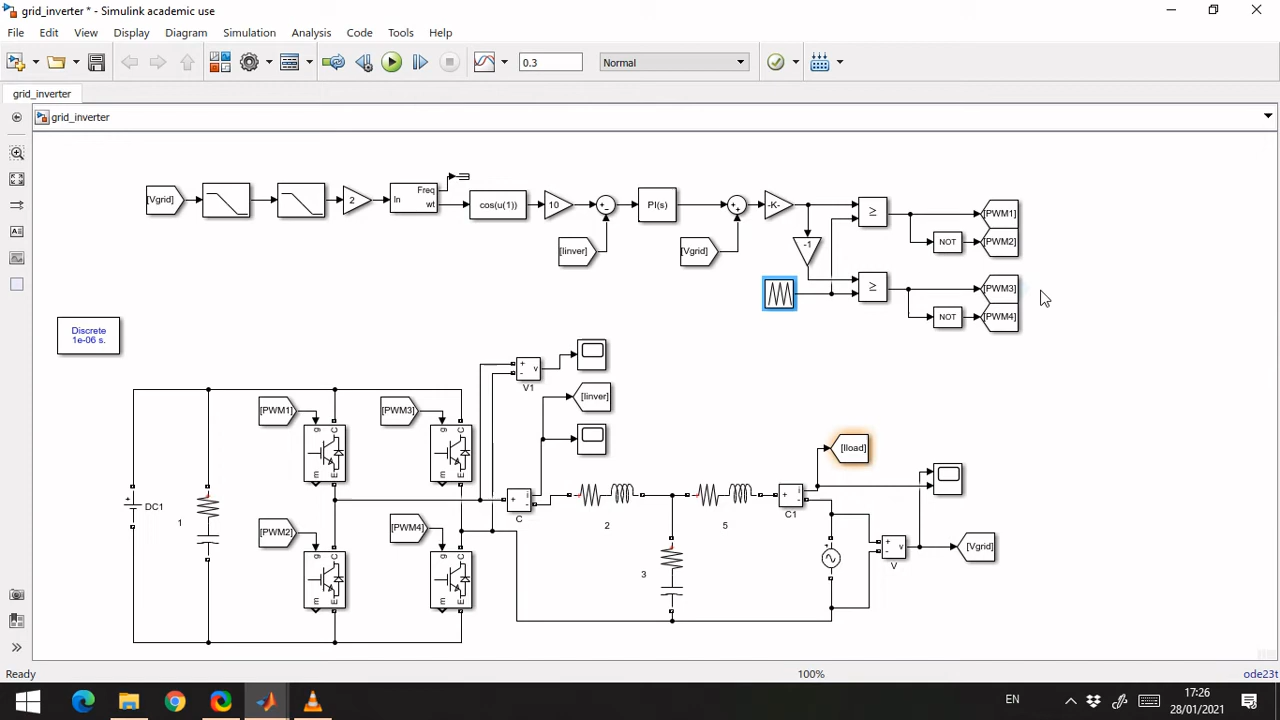 grid_inverter * - Simulink academic use
File Edit View Display Diagram Simulation Analysis Code Tools Help
0.3 Normal
grid_inverter
grid_inverter
[Vgrid] 2 In Freq wt cos(u(1)) 10 + - PI(s) + + -K- ≥ [PWM1]
NOT [PWM2]
[Iinver] [Vgrid] -1
≥ [PWM3]
NOT [PWM4]
Discrete
1e-06 s.
+ - v
V1
[Iinver]
[PWM1] [PWM3]
g C m E g C m E
[Iload]
+ DC1 1
+ i -
C
2 5
+ i -
C1
[PWM2] [PWM4]
g C m E g C m E
3
+
+ - v
V
[Vgrid]
Ready 100% ode23t
EN 17:26
28/01/2021